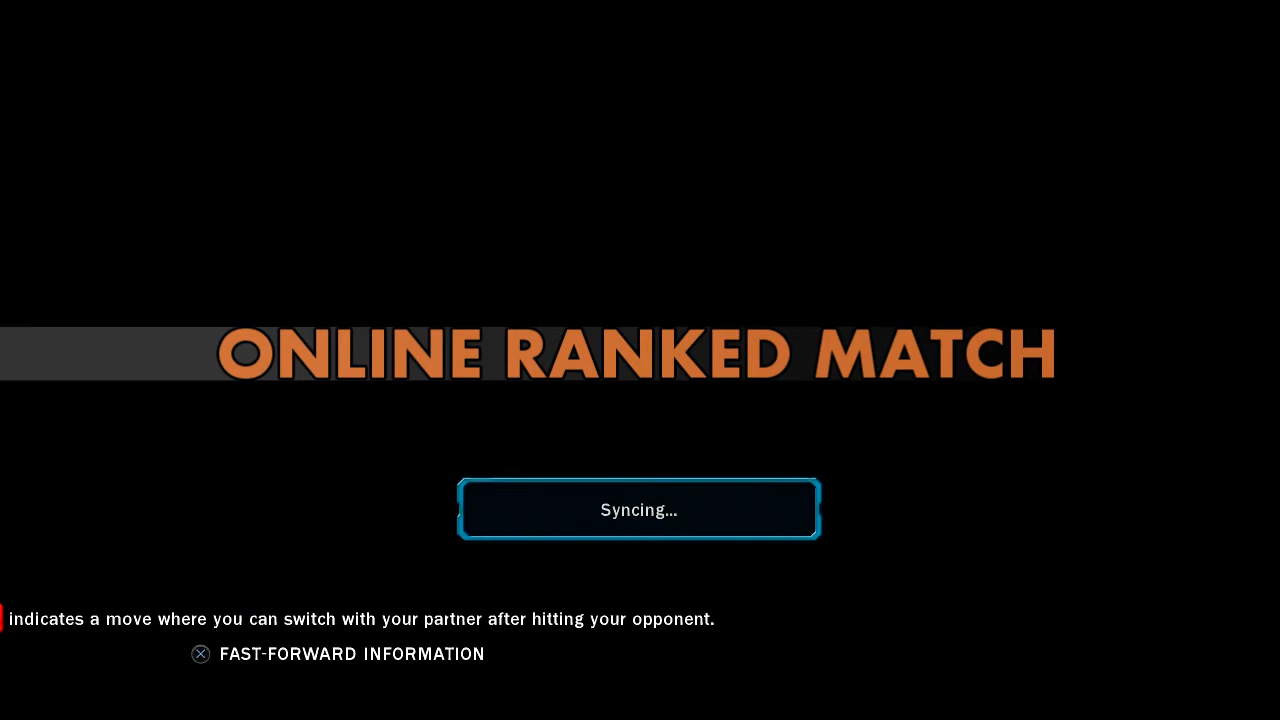 ONLINE RANKED MATCH
Syncing...
indicates a move where you can switch with your partner after hitting your opponent.
FAST-FORWARD INFORMATION